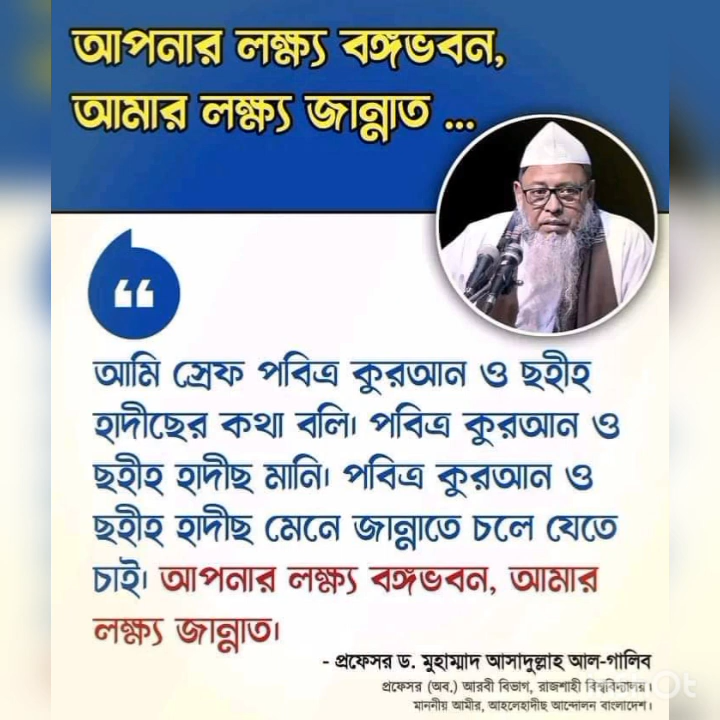 আপনার লক্ষ্য বঙ্গভবন,
আমার লক্ষ্য জান্নাত ...
আমি স্রেফ পবিত্র কুরআন ও ছহীহ
হাদীছের কথা বলি। পবিত্র কুরআন ও
ছহীহ হাদীছ মানি। পবিত্র কুরআন ও
ছহীহ হাদীছ মেনে জান্নাতে চলে যেতে
চাই। আপনার লক্ষ্য বঙ্গভবন, আমার
লক্ষ্য জান্নাত।
- প্রফেসর ড. মুহাম্মাদ আসাদুল্লাহ আল-গালিব
প্রফেসর (অব.) আরবী বিভাগ, রাজশাহী বিশ্ববিদ্যালয়।
মাননীয় আমীর, আহলেহাদীছ আন্দোলন বাংলাদেশ।